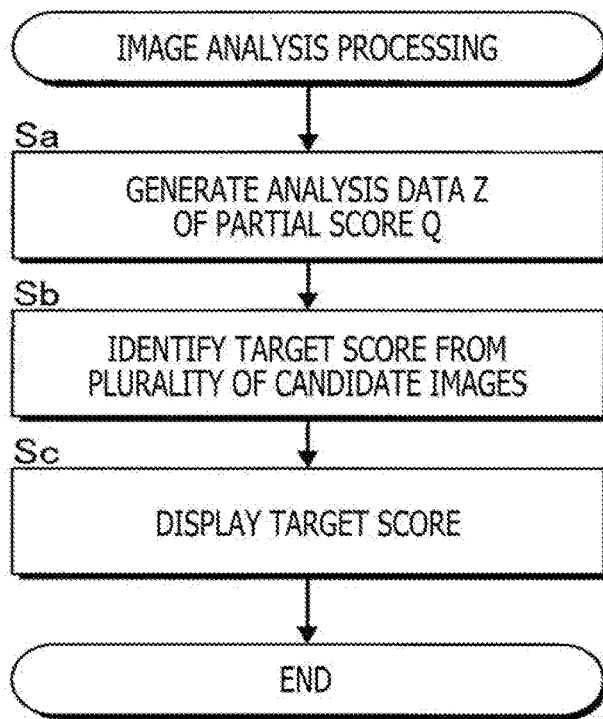 IMAGE ANALYSIS PROCESSING
Sa
GENERATE ANALYSIS DATA Z
OF PARTIAL SCORE Q
Sb
IDENTIFY TARGET SCORE FROM
PLURALITY OF CANDIDATE IMAGES
Sc
DISPLAY TARGET SCORE
END